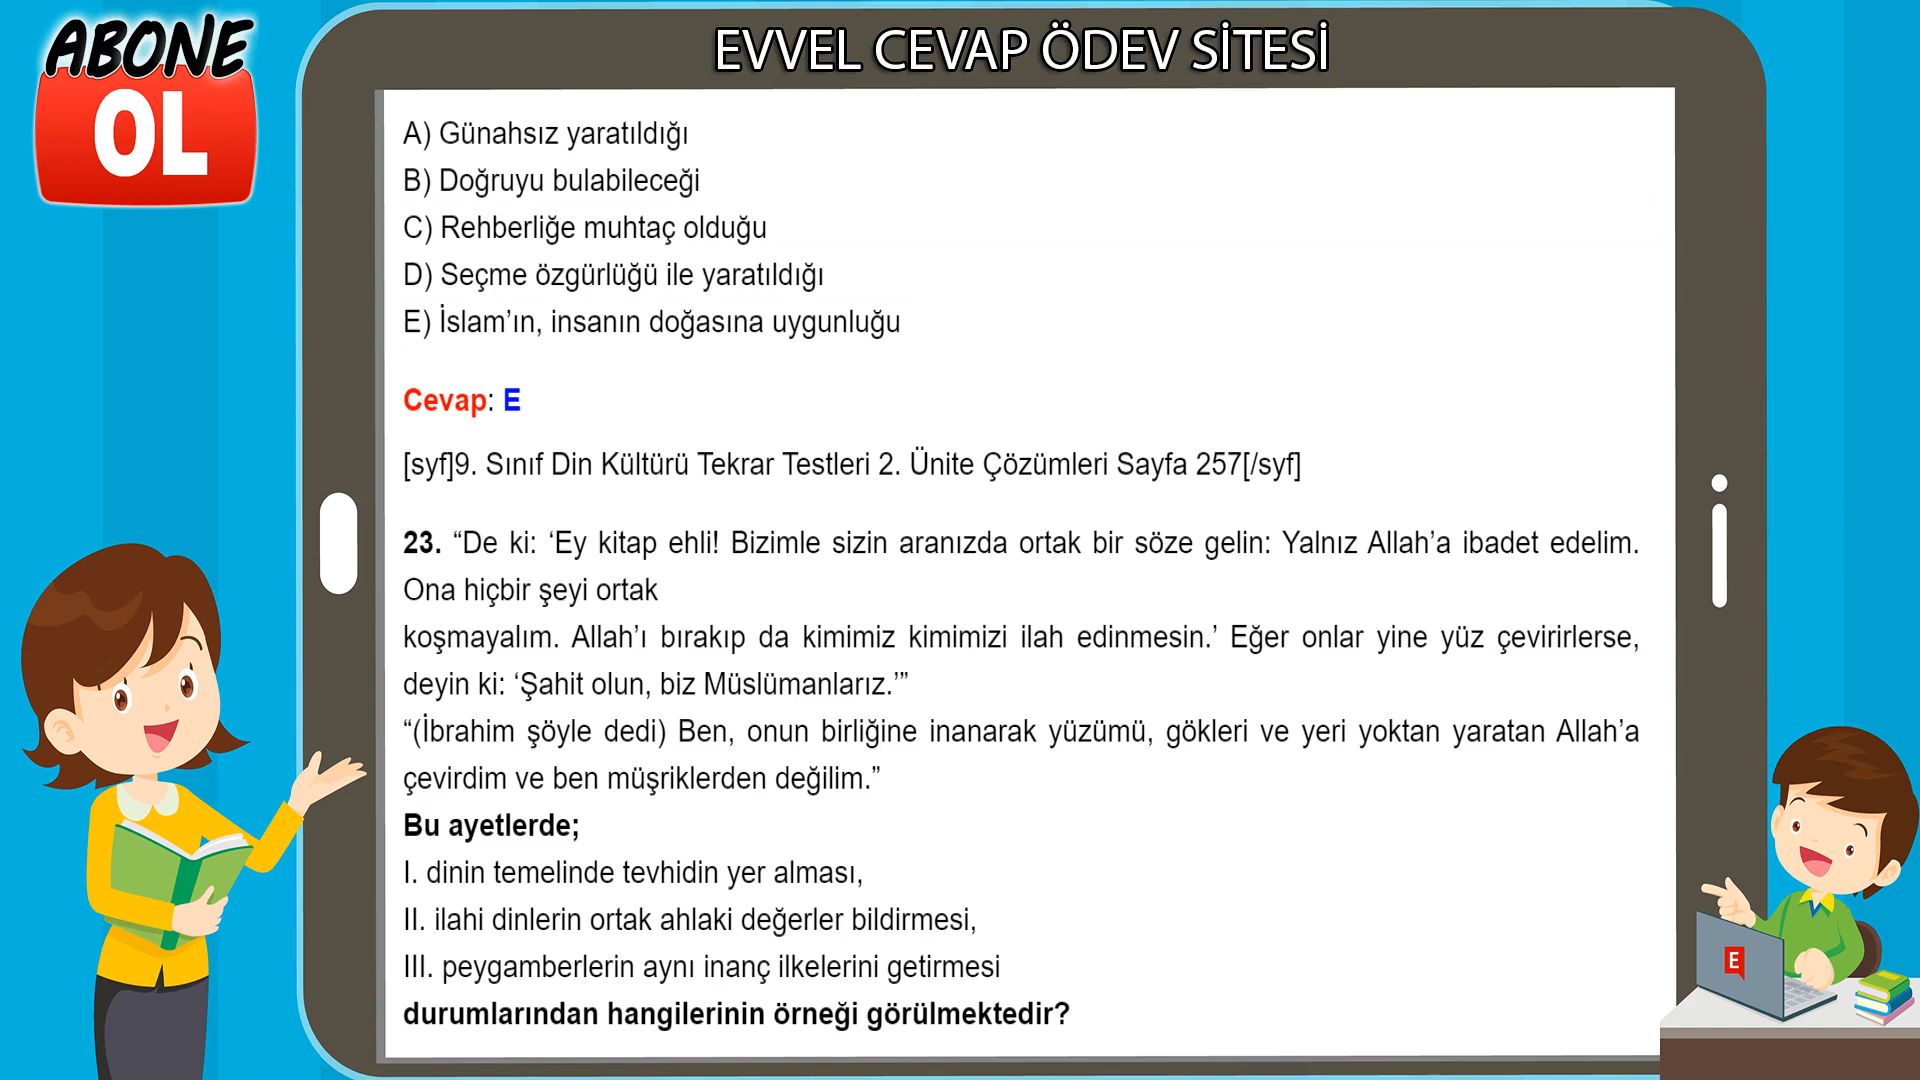 ABONE
OL
EVVEL CEVAP ÖDEV SİTESİ
A) Günahsız yaratıldığı
B) Doğruyu bulabileceği
C) Rehberliğe muhtaç olduğu
D) Seçme özgürlüğü ile yaratıldığı
E) İslam’ın, insanın doğasına uygunluğu
Cevap: E
[syf]9. Sınıf Din Kültürü Tekrar Testleri 2. Ünite Çözümleri Sayfa 257[/syf]
23. “De ki: ‘Ey kitap ehli! Bizimle sizin aranızda ortak bir söze gelin: Yalnız Allah’a ibadet edelim.
Ona hiçbir şeyi ortak
koşmayalım. Allah’ı bırakıp da kimimiz kimimizi ilah edinmesin.’ Eğer onlar yine yüz çevirirlerse,
deyin ki: ‘Şahit olun, biz Müslümanlarız.’”
“(İbrahim şöyle dedi) Ben, onun birliğine inanarak yüzümü, gökleri ve yeri yoktan yaratan Allah’a
çevirdim ve ben müşriklerden değilim.”
Bu ayetlerde;
I. dinin temelinde tevhidin yer alması,
II. ilahi dinlerin ortak ahlaki değerler bildirmesi,
III. peygamberlerin aynı inanç ilkelerini getirmesi
durumlarından hangilerinin örneği görülmektedir?
E